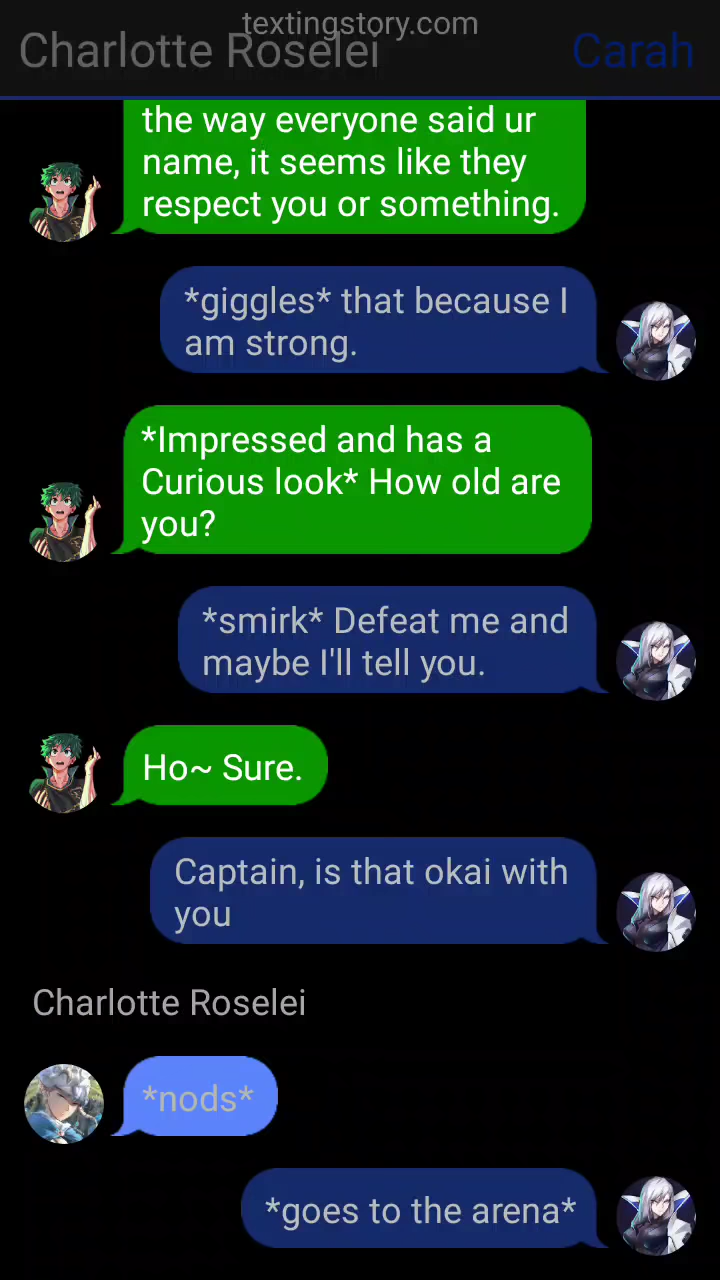 textingstory.com
Charlotte Roselei
Carah
the way everyone said ur
name, it seems like they
respect you or something.
*giggles* that because I
am strong.
*Impressed and has a
Curious look* How old are
you?
*smirk* Defeat me and
maybe I'll tell you.
Ho~ Sure.
Captain, is that okai with
you
Charlotte Roselei
*nods*
*goes to the arena*